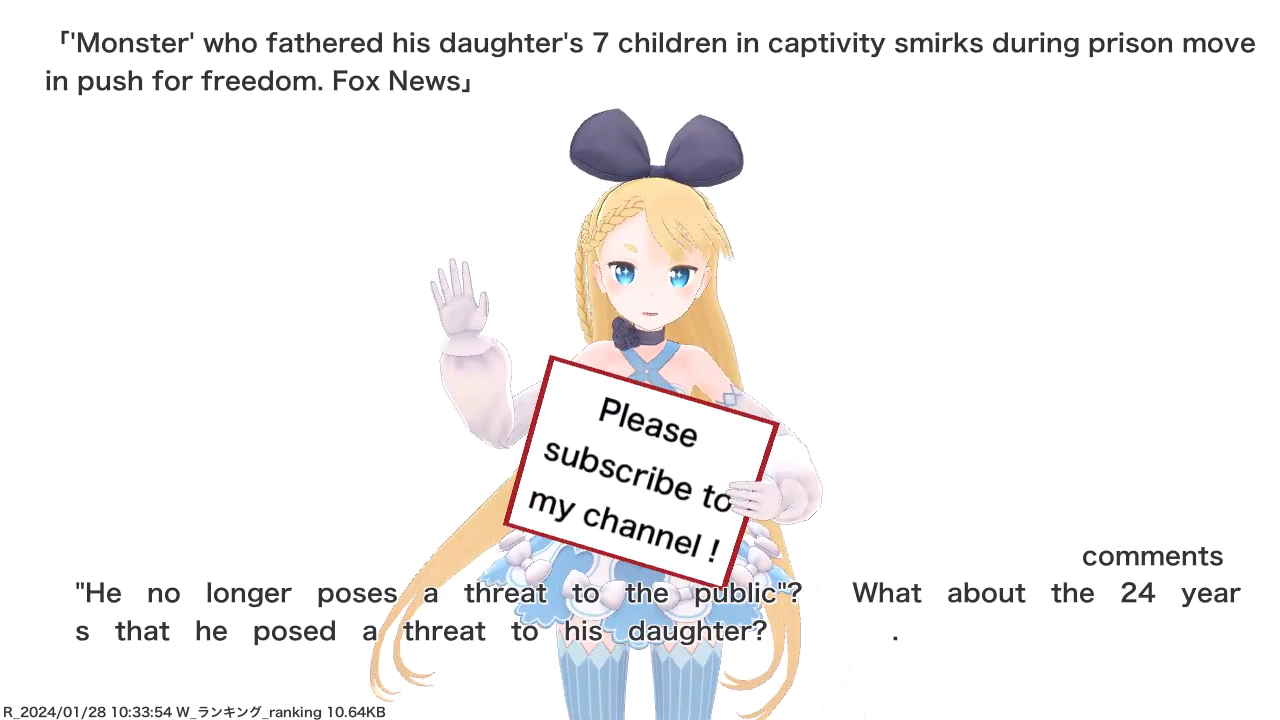 「'Monster' who fathered his daughter's 7 children in captivity smirks during prison move
in push for freedom. Fox News」
Please
subscribe to
my channel !
comments
"He no longer poses a threat to the public"? What about the 24 year
s that he posed a threat to his daughter? .
R_2024/01/28 10:33:54 W_ランキング_ranking 10.64KB